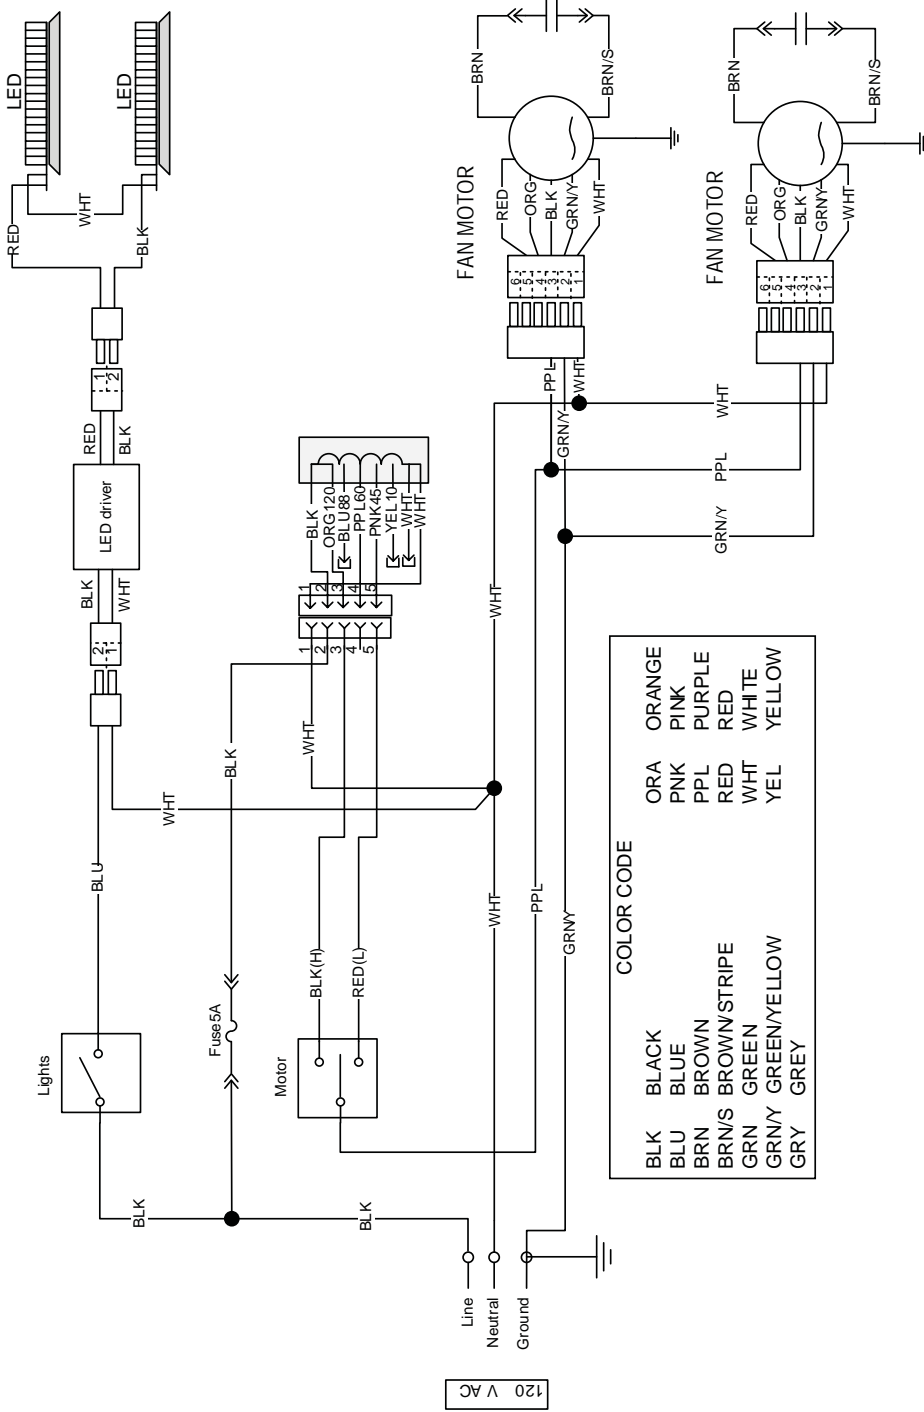 LED
LED
RED
WHT
BLK
1
2
RED
BLK
LED driver
BLK
WHT
2
1
BLU
WHT
Lights
BLK
BLK
Fuse5A
BLK
BLK
ORG120
BLU88
PPL60
PNK45
YEL10
WHT
WHT
1
2
3
4
5
1
2
3
4
5
WHT
BLK(H)
RED(L)
Motor
Line
Neutral
Ground
120 V AC
WHT
WHT
PPL
GRN/Y
FAN MOTOR
BRN
BRN/S
RED
ORG
BLK
GRN/Y
WHT
6
5
4
3
2
1
PPL
GRN/Y
WHT
FAN MOTOR
BRN
BRN/S
RED
ORG
BLK
GRN/Y
WHT
6
5
4
3
2
1
WHT
PPL
GRN/Y
COLOR CODE
BLK BLACK ORA ORANGE
BLU BLUE PNK PINK
BRN BROWN PPL PURPLE
BRN/S BROWN/STRIPE RED RED
GRN GREEN WHT WHITE
GRN/Y GREEN/YELLOW YEL YELLOW
GRY GREY